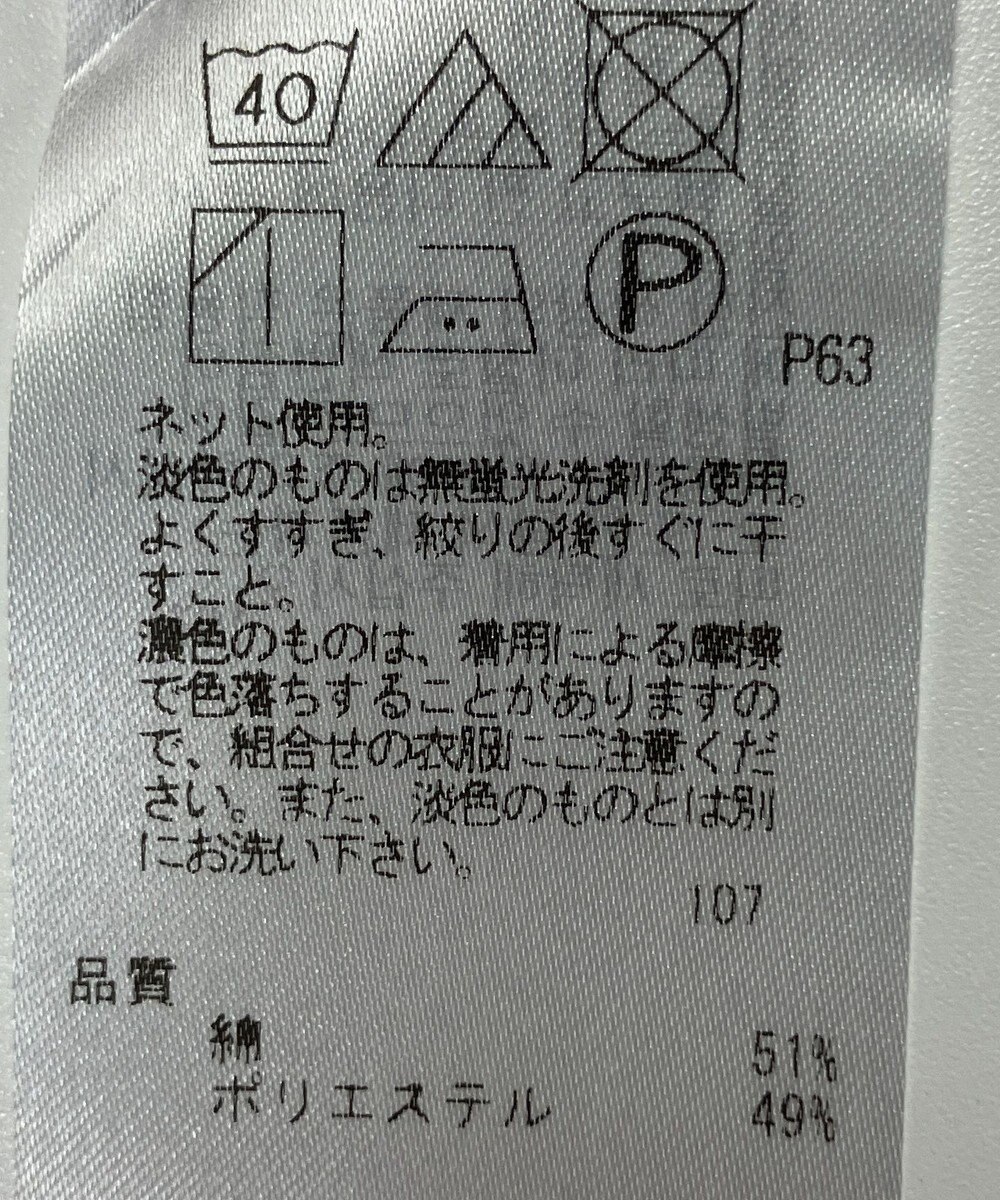 40
P
P63
ネット使用。
淡色のものは無蛍光洗剤を使用。
よくすすぎ、絞りの後すぐに干
すこと。
濃色のものは、着用による摩擦
で色落ちすることがありますの
で、組合せの衣服にご注意くだ
さい。また、淡色のものとは別
にお洗い下さい。
107
品質
綿 51%
ポリエステル 49%